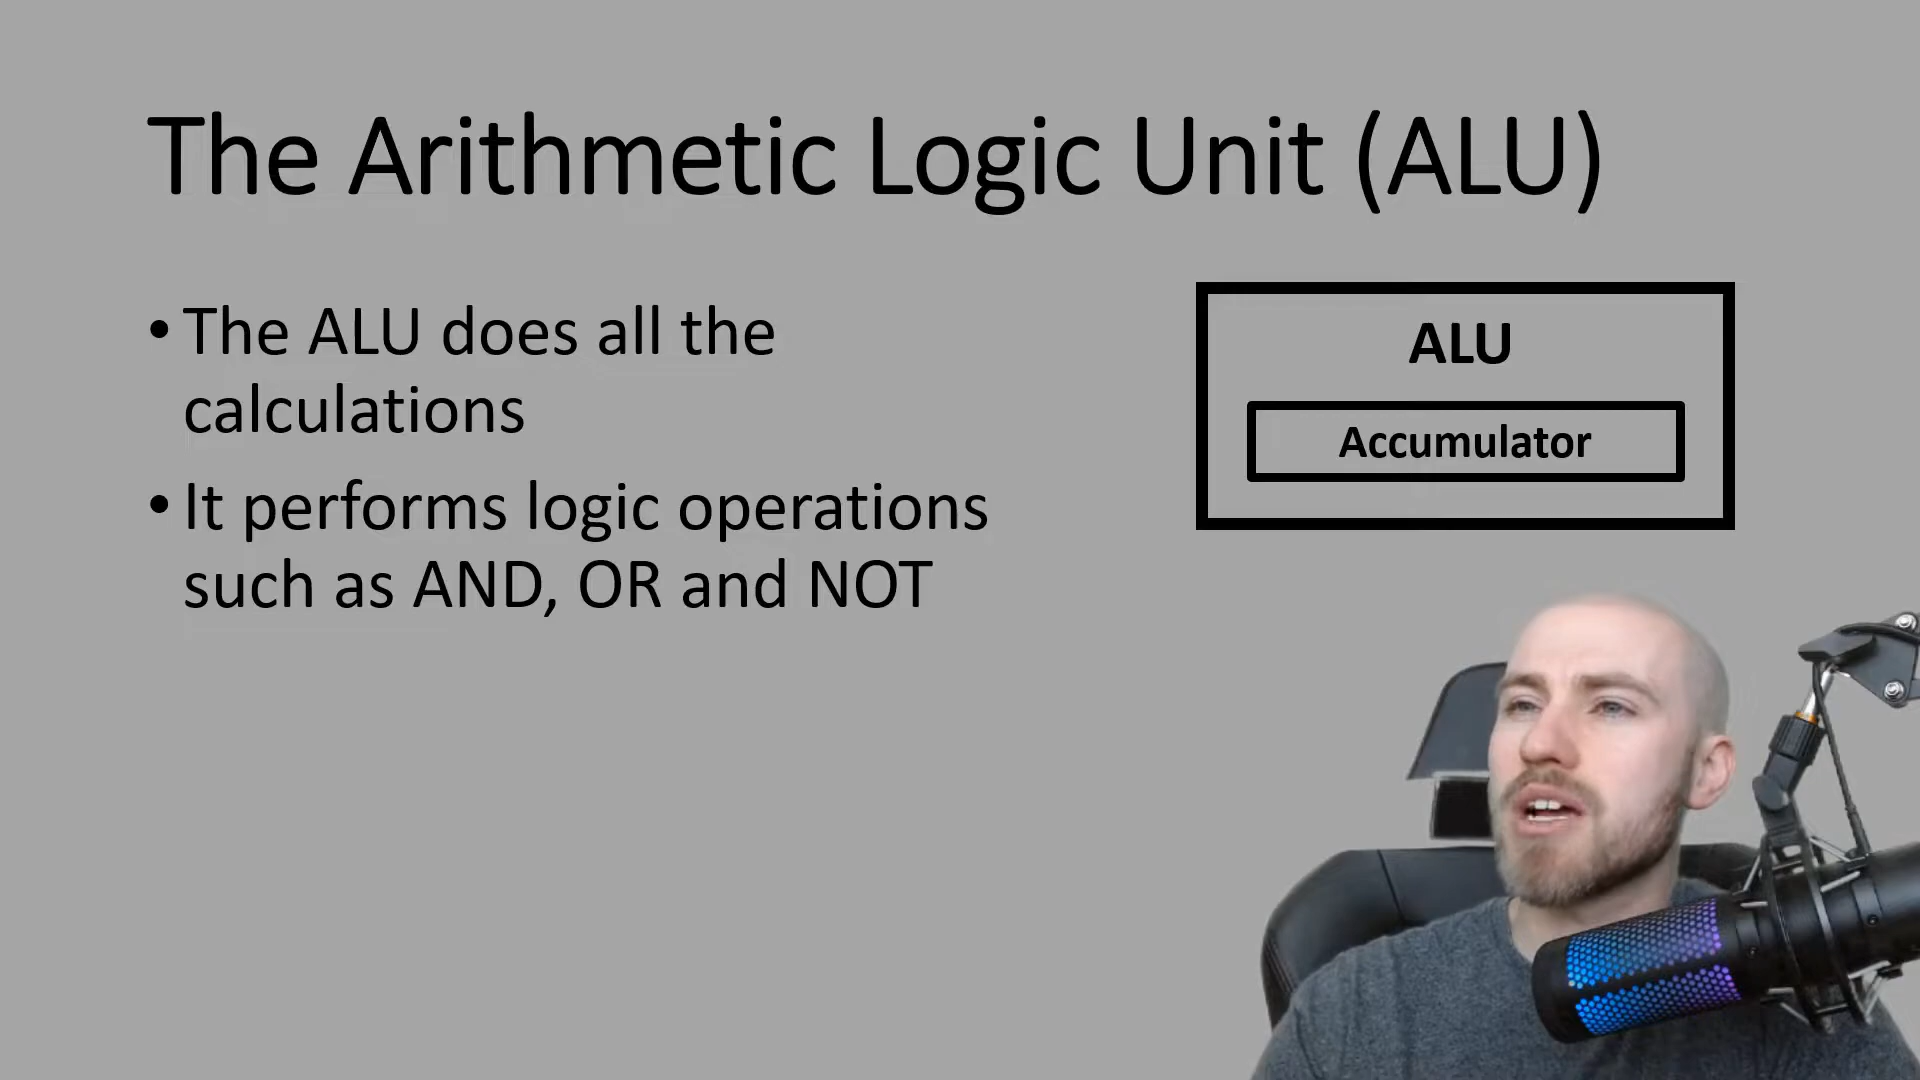 The Arithmetic Logic Unit (ALU)
• The ALU does all the
calculations
• It performs logic operations
such as AND, OR and NOT
ALU
Accumulator